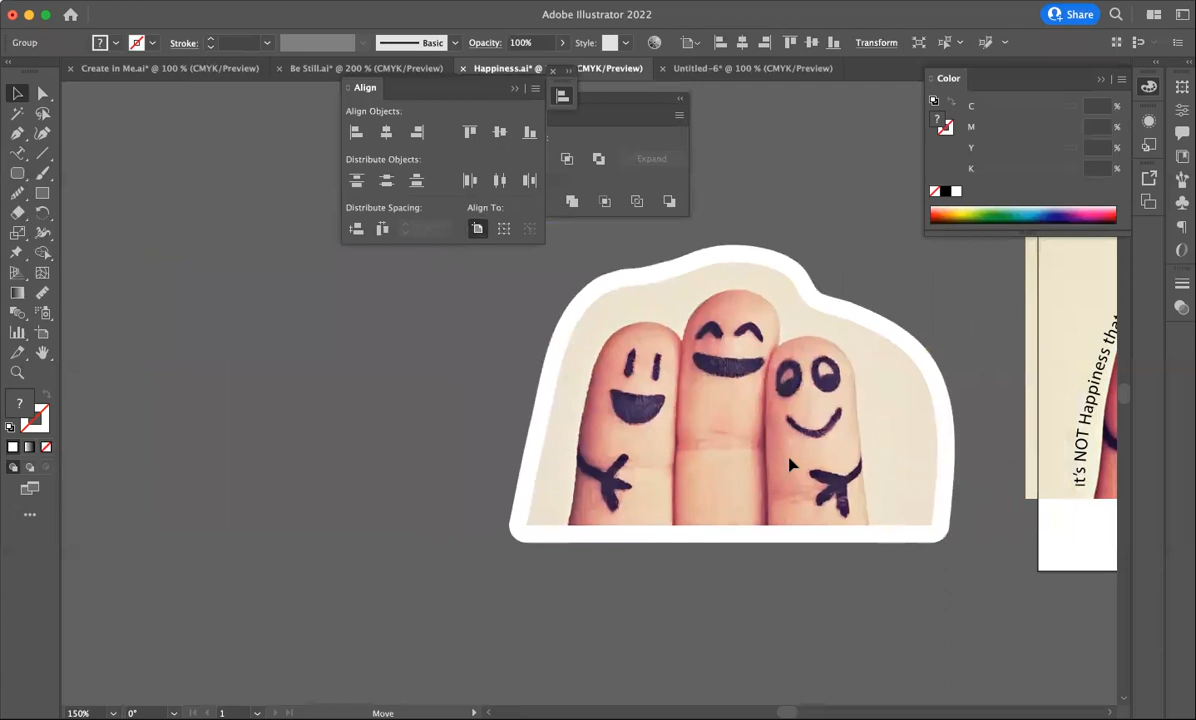 Adobe Illustrator 2022
Share
Group
Stroke:
Basic
Opacity: 100%
Style:
Transform
Create in Me.ai* @ 100 % (CMYK/Preview)
Be Still.ai* @ 200 % (CMYK/Preview)
Happiness.ai* @
CMYK/Preview)
Untitled-6* @ 100 % (CMYK/Preview)
Align
Align Objects:
Distribute Objects:
Distribute Spacing:
Align To:
Expand
Color
C %
M %
Y %
K %
it's NOT Happiness that
150%
0°
1
Move